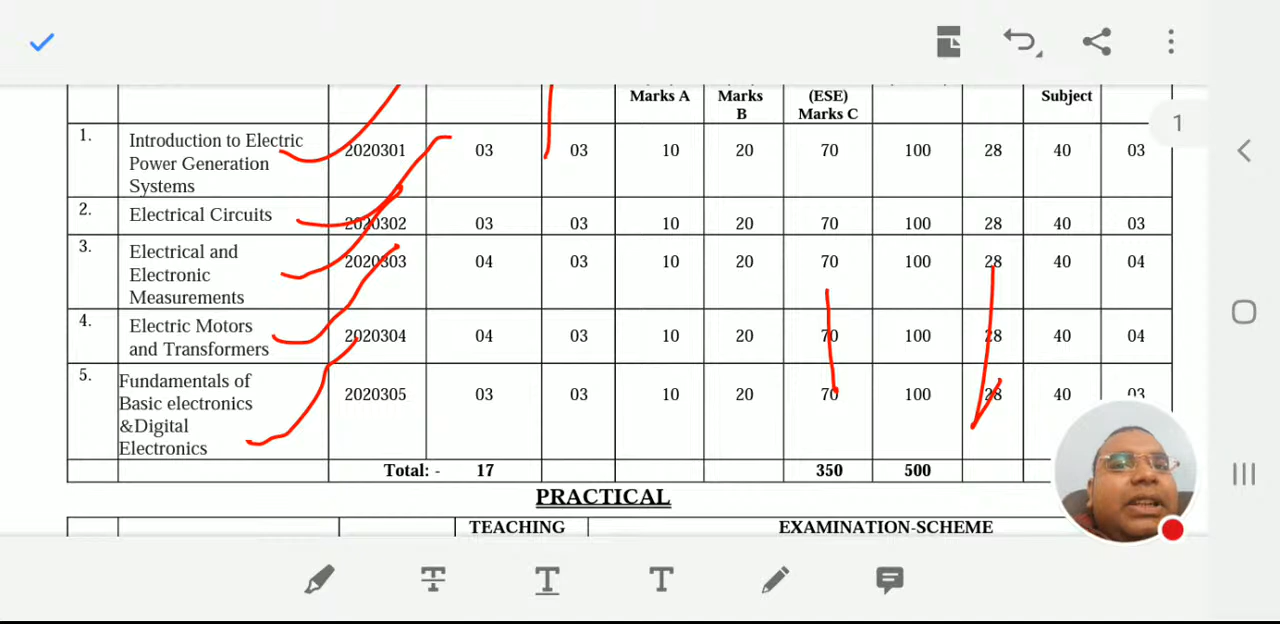 1
Marks A Marks B (ESE) Marks C Subject
1. Introduction to Electric Power Generation Systems 2020301 03 03 10 20 70 100 28 40 03
2. Electrical Circuits 2020302 03 03 10 20 70 100 28 40 03
3. Electrical and Electronic Measurements 2020303 04 03 10 20 70 100 28 40 04
4. Electric Motors and Transformers 2020304 04 03 10 20 70 100 28 40 04
5. Fundamentals of Basic electronics &Digital Electronics 2020305 03 03 10 20 70 100 28 40 03
Total: - 17 350 500
PRACTICAL
TEACHING EXAMINATION-SCHEME
T T T